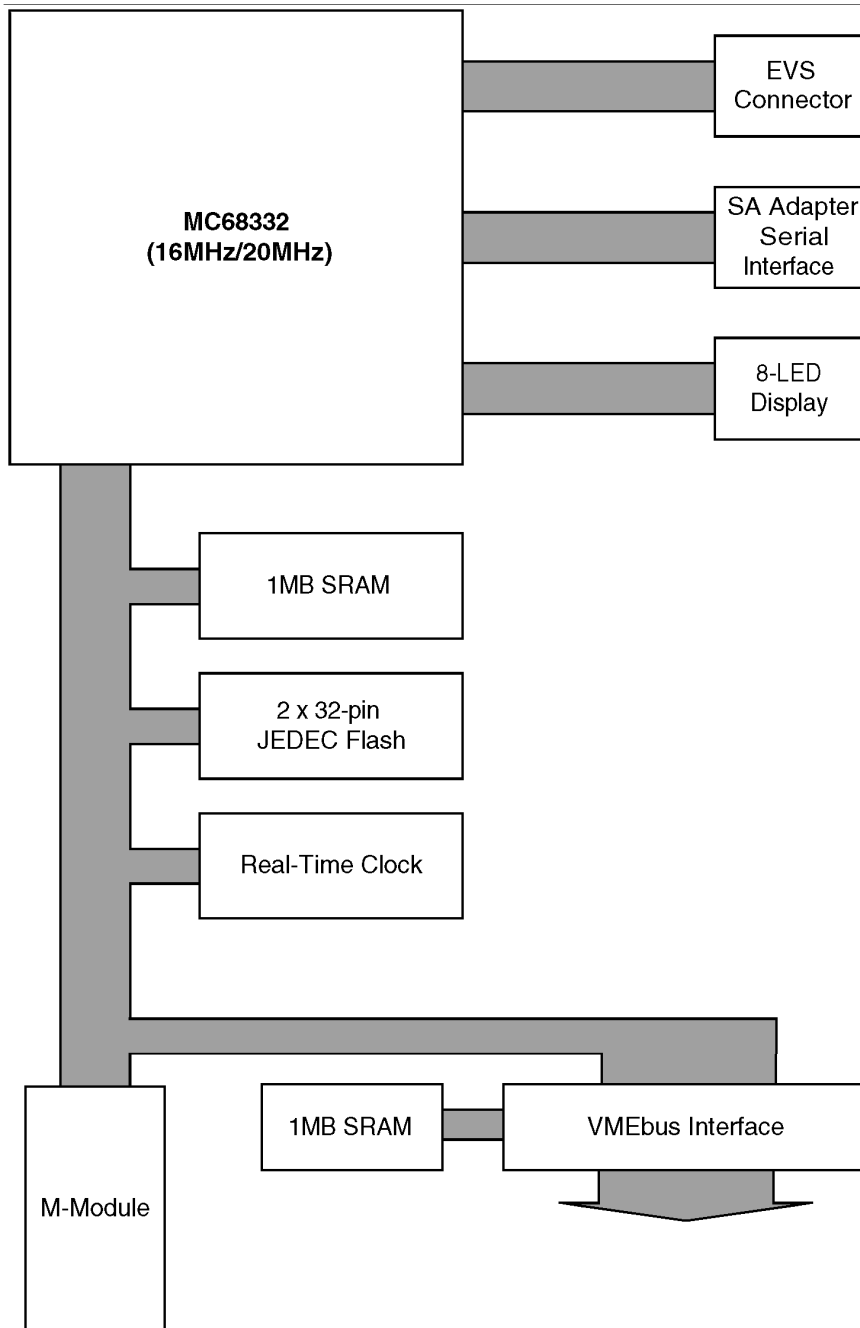 EVS
Connector
MC68332
(16MHz/20MHz)
SA Adapter
Serial
Interface
8-LED
Display
1MB SRAM
2 x 32-pin
JEDEC Flash
Real-Time Clock
1MB SRAM
VMEbus Interface
M-Module